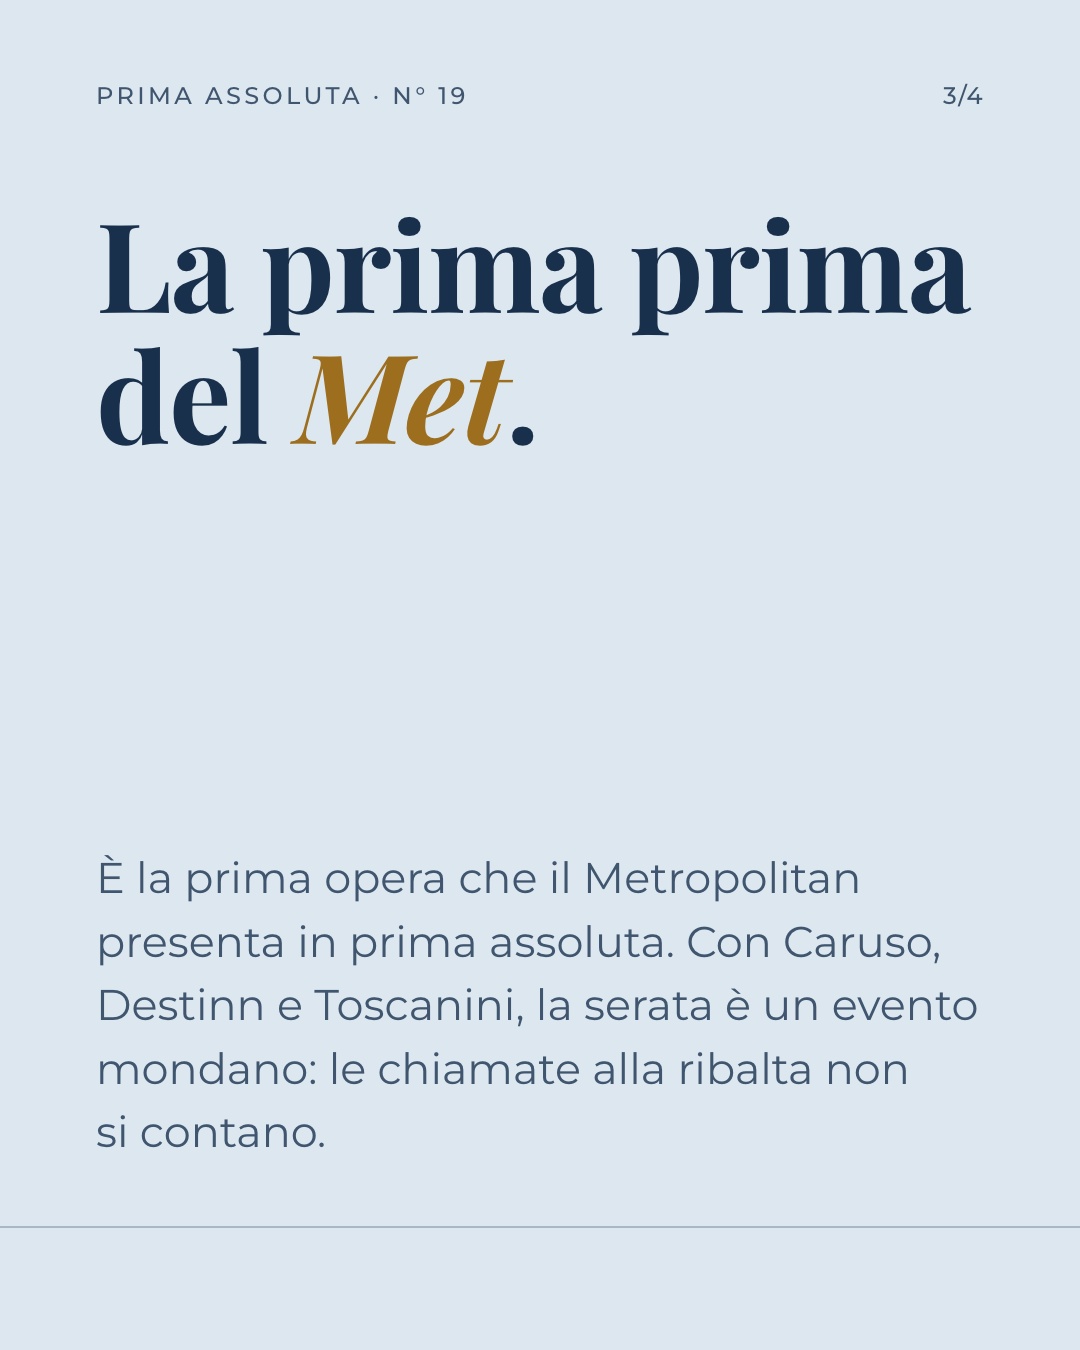 PRIMA ASSOLUTA · N° 19
3/4
La prima prima
del Met.
È la prima opera che il Metropolitan
presenta in prima assoluta. Con Caruso,
Destinn e Toscanini, la serata è un evento
mondano: le chiamate alla ribalta non
si contano.